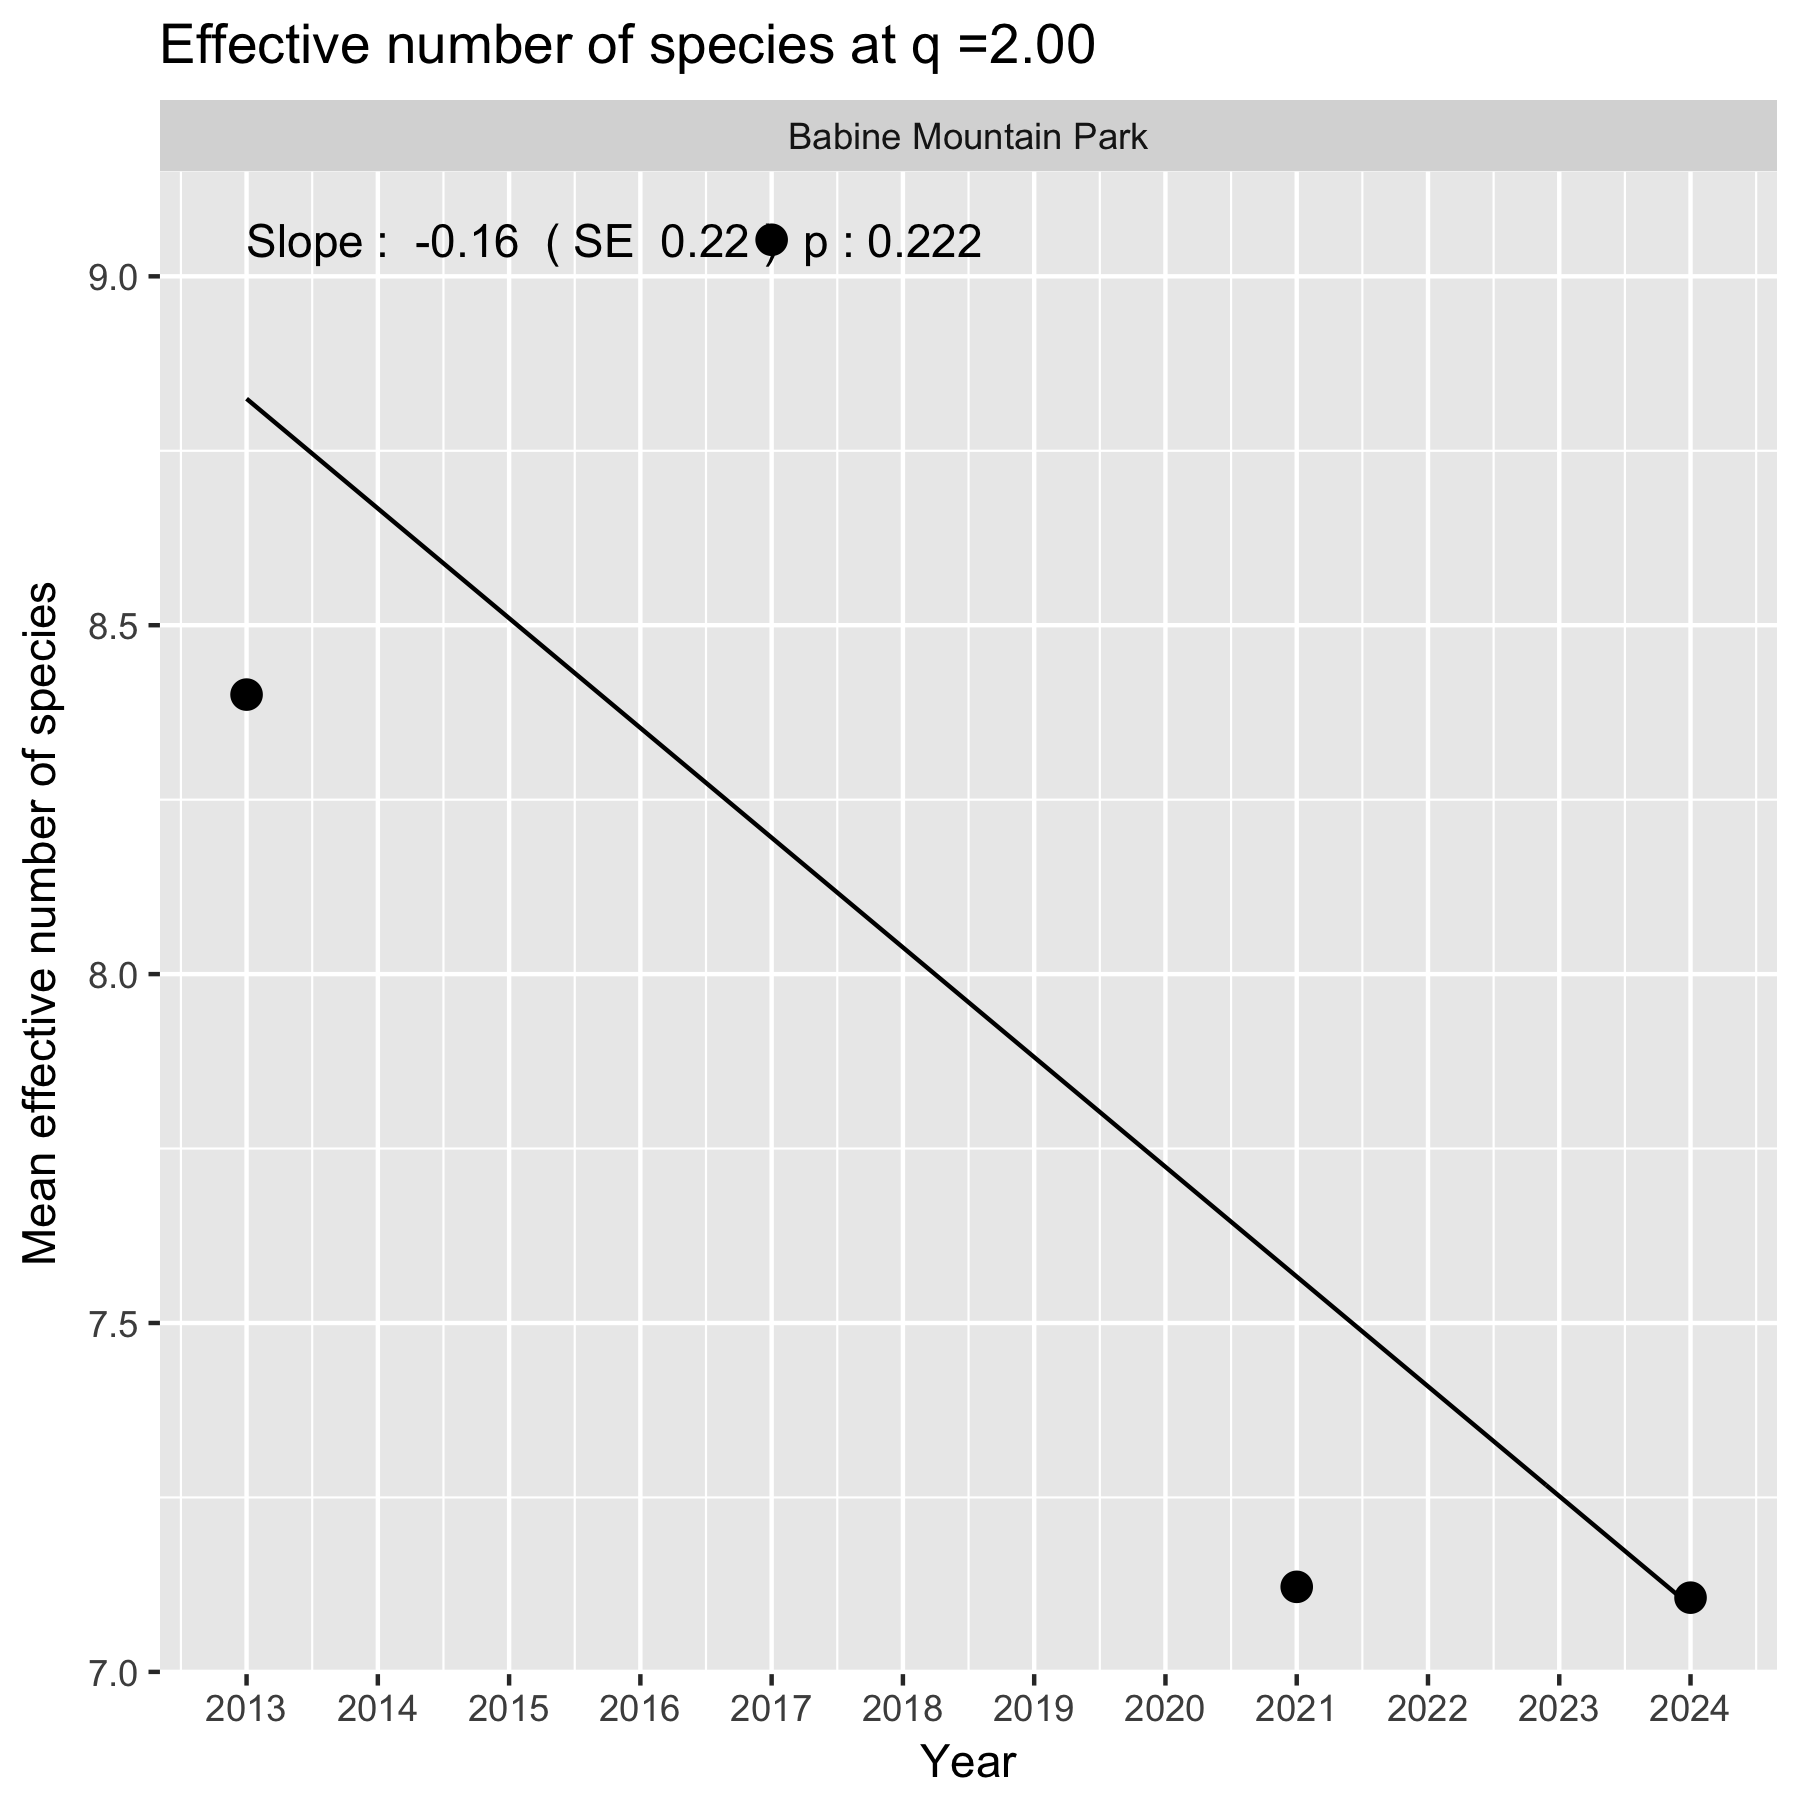 Effective number of species at q =2.00
Babine Mountain Park
Slope :  -0.16  ( SE  0.22 )  p : 0.222
Mean effective number of species
9.0
8.5
8.0
7.5
7.0
2013 2014 2015 2016 2017 2018 2019 2020 2021 2022 2023 2024
Year